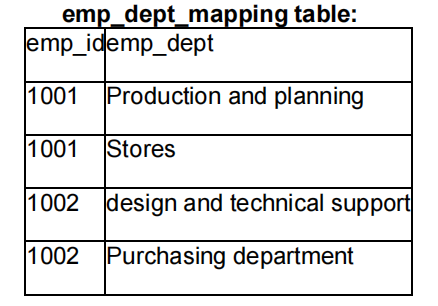 emp_dept_mapping table:
emp_id emp_dept
1001 Production and planning
1001 Stores
1002 design and technical support
1002 Purchasing department